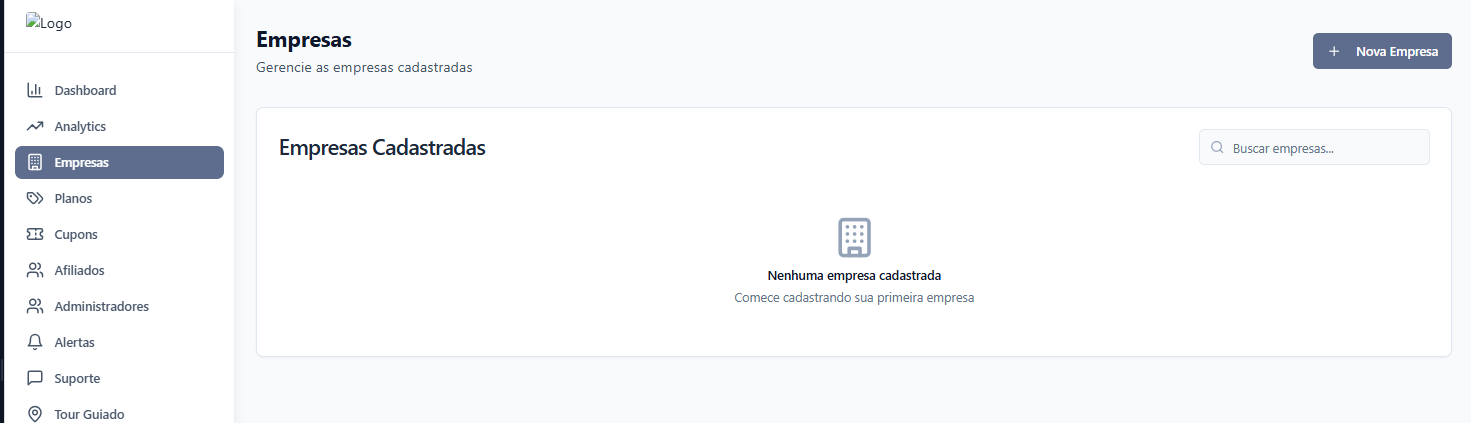 Logo
Dashboard
Analytics
Empresas
Planos
Cupons
Afiliados
Administradores
Alertas
Suporte
Tour Guiado
Empresas
Gerencie as empresas cadastradas
Nova Empresa
Empresas Cadastradas
Buscar empresas...
Nenhuma empresa cadastrada
Comece cadastrando sua primeira empresa